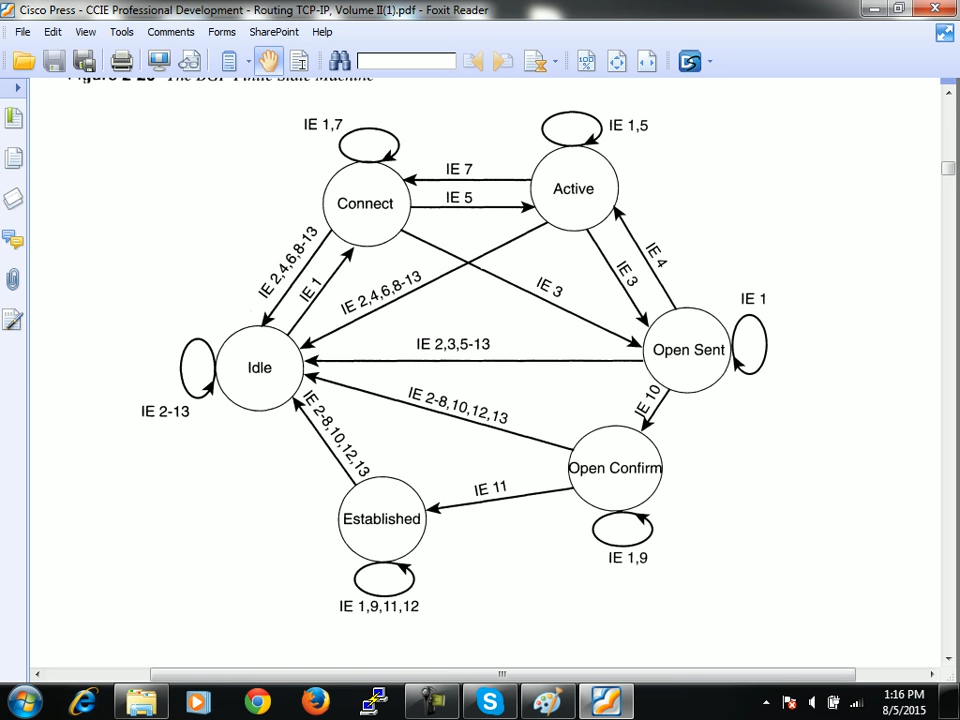 Cisco Press - CCIE Professional Development - Routing TCP-IP, Volume II(1).pdf - Foxit Reader
File Edit View Tools Comments Forms SharePoint Help
100%
IE 1,7
IE 1,5
IE 7
IE 5
Connect
Active
IE 2,4,6,8-13
IE 1
IE 2,4,6,8-13
IE 3
IE 3
IE 4
IE 1
IE 2,3,5-13
Open Sent
Idle
IE 2-13
IE 2-8,10,12,13
IE 2-8,10,12,13
IE 10
Open Confirm
IE 11
Established
IE 1,9
IE 1,9,11,12
1:16 PM
8/5/2015